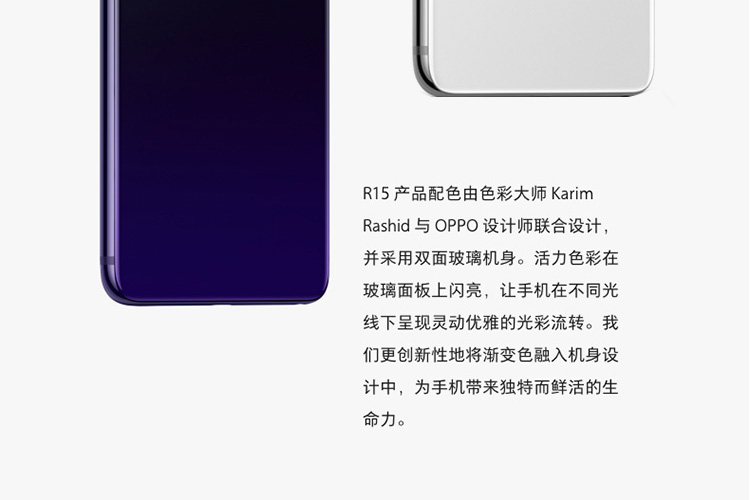 R15 产品配色由色彩大师 Karim
Rashid 与 OPPO 设计师联合设计，
并采用双面玻璃机身。活力色彩在
玻璃面板上闪亮，让手机在不同光
线下呈现灵动优雅的光彩流转。我
们更创新性地将渐变色融入机身设
计中，为手机带来独特而鲜活的生
命力。